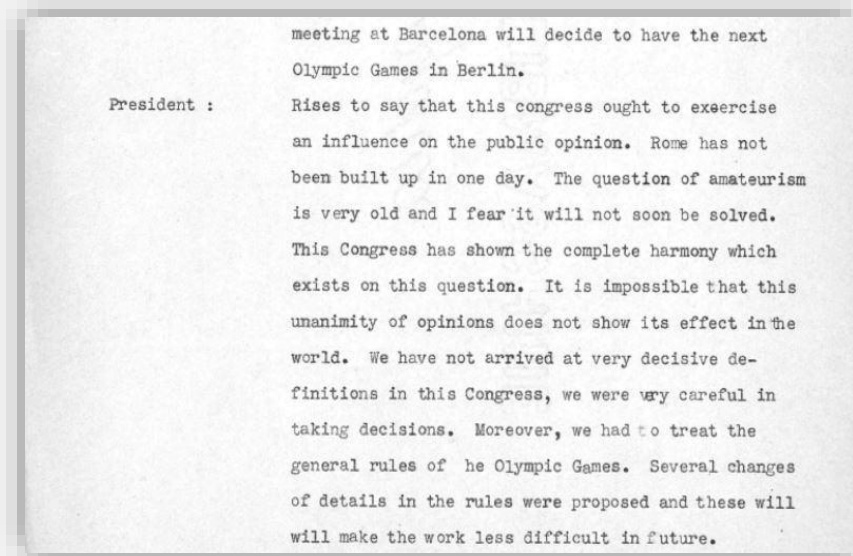 meeting at Barcelona will decide to have the next
Olympic Games in Berlin.
President : Rises to say that this congress ought to exeercise
an influence on the public opinion. Rome has not
been built up in one day. The question of amateurism
is very old and I fear it will not soon be solved.
This Congress has shown the complete harmony which
exists on this question. It is impossible that this
unanimity of opinions does not show its effect in the
world. We have not arrived at very decisive de-
finitions in this Congress, we were very careful in
taking decisions. Moreover, we had to treat the
general rules of he Olympic Games. Several changes
of details in the rules were proposed and these will
will make the work less difficult in future.